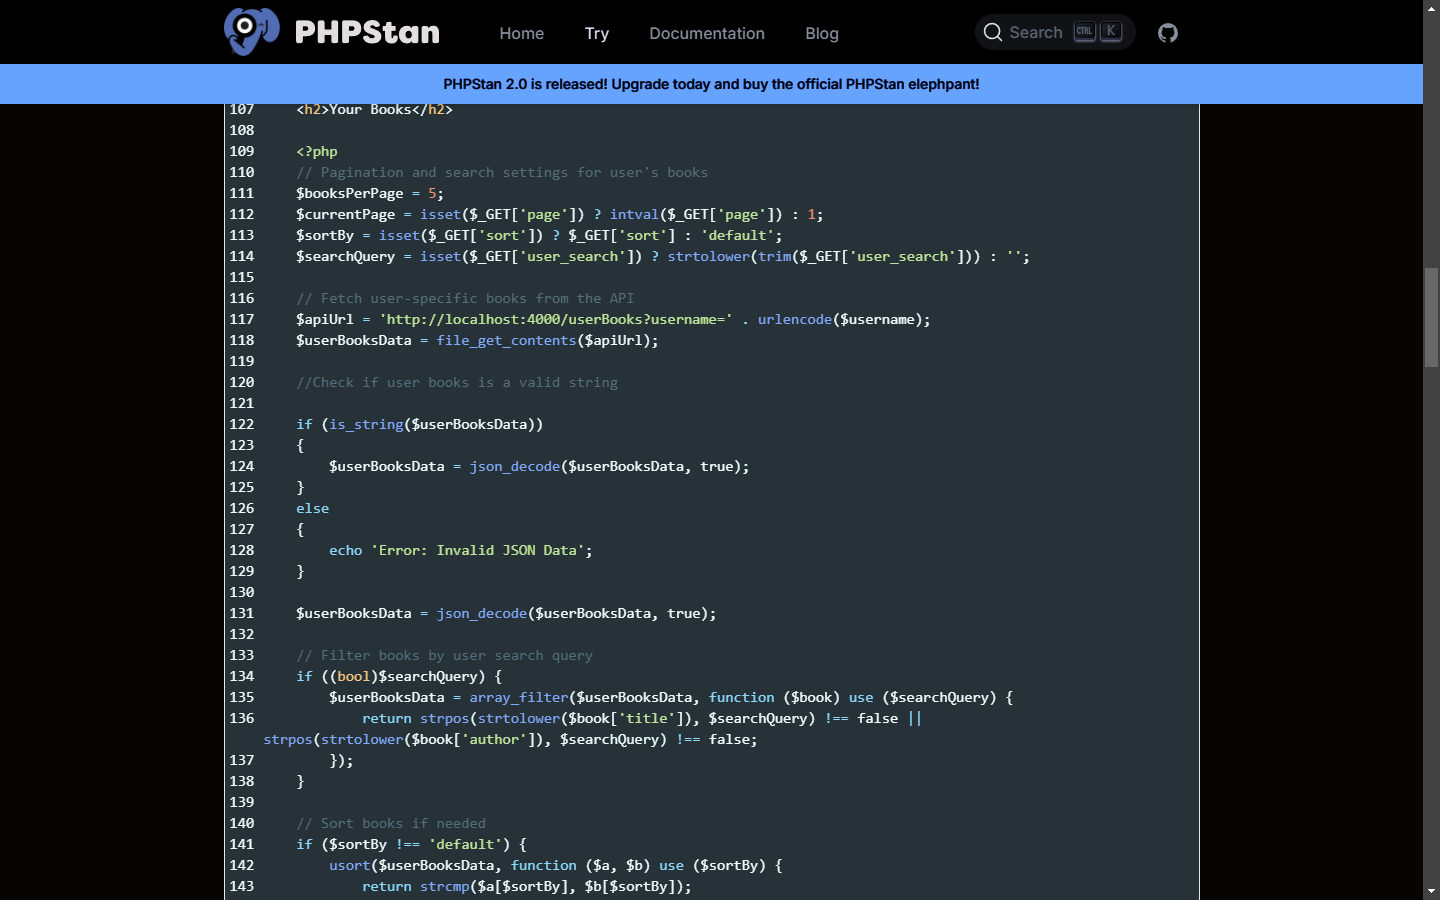 PHPStan
Home Try Documentation Blog
Search CTRL K
PHPStan 2.0 is released! Upgrade today and buy the official PHPStan elephpant!
107     <h2>Your Books</h2>
108
109     <?php
110     // Pagination and search settings for user's books
111     $booksPerPage = 5;
112     $currentPage = isset($_GET['page']) ? intval($_GET['page']) : 1;
113     $sortBy = isset($_GET['sort']) ? $_GET['sort'] : 'default';
114     $searchQuery = isset($_GET['user_search']) ? strtolower(trim($_GET['user_search'])) : '';
115
116     // Fetch user-specific books from the API
117     $apiUrl = 'http://localhost:4000/userBooks?username=' . urlencode($username);
118     $userBooksData = file_get_contents($apiUrl);
119
120     //Check if user books is a valid string
121
122     if (is_string($userBooksData))
123     {
124         $userBooksData = json_decode($userBooksData, true);
125     }
126     else
127     {
128         echo 'Error: Invalid JSON Data';
129     }
130
131     $userBooksData = json_decode($userBooksData, true);
132
133     // Filter books by user search query
134     if ((bool)$searchQuery) {
135         $userBooksData = array_filter($userBooksData, function ($book) use ($searchQuery) {
136             return strpos(strtolower($book['title']), $searchQuery) !== false ||
strpos(strtolower($book['author']), $searchQuery) !== false;
137         });
138     }
139
140     // Sort books if needed
141     if ($sortBy !== 'default') {
142         usort($userBooksData, function ($a, $b) use ($sortBy) {
143             return strcmp($a[$sortBy], $b[$sortBy]);